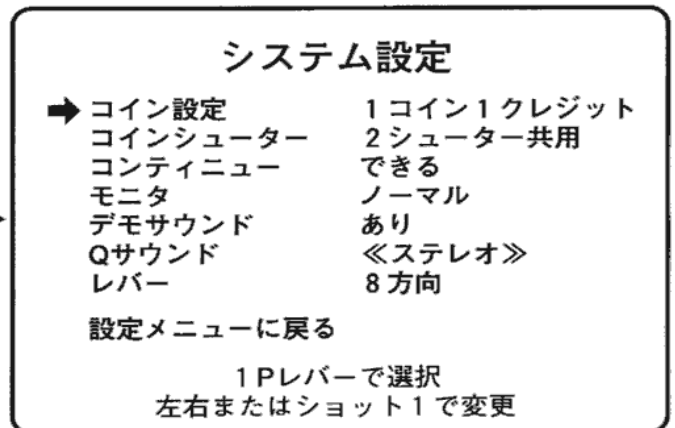 システム設定
➡ コイン設定 1コイン1クレジット
コインシューター 2シューター共用
コンティニュー できる
モニタ ノーマル
デモサウンド あり
Qサウンド ≪ステレオ≫
レバー 8方向
設定メニューに戻る
1Pレバーで選択
左右またはショット1で変更